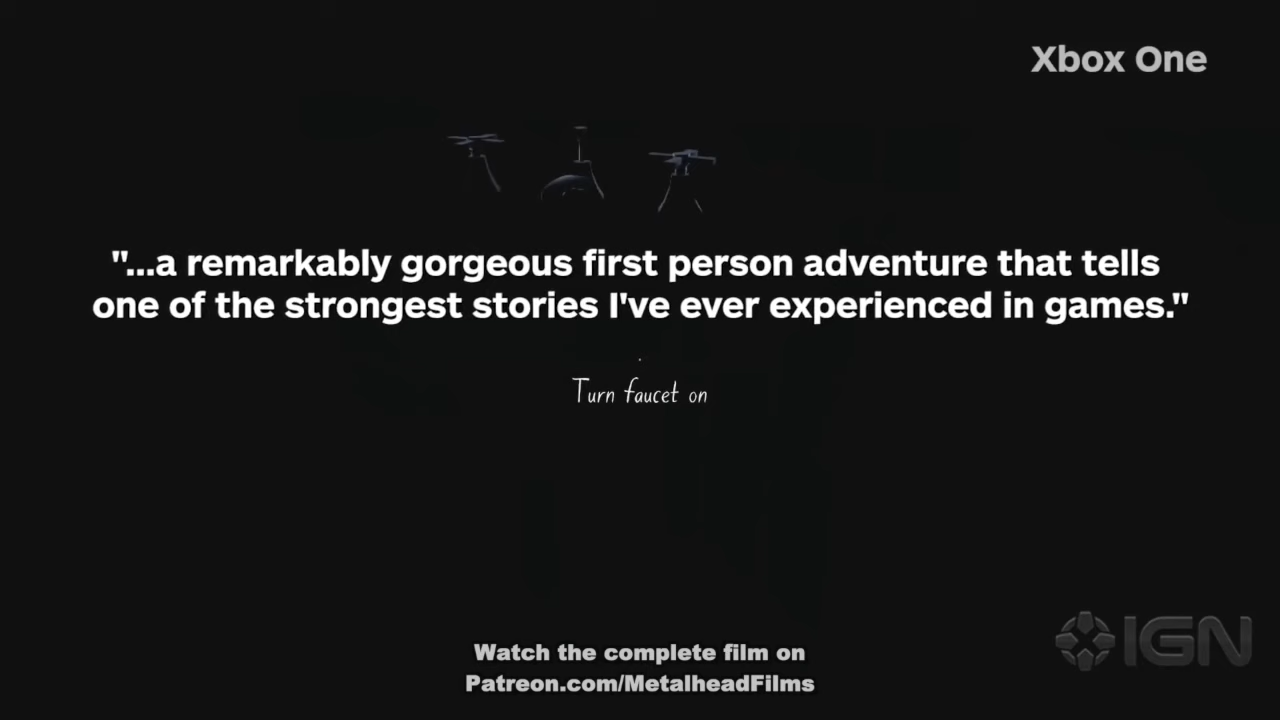 Xbox One
"...a remarkably gorgeous first person adventure that tells
one of the strongest stories I've ever experienced in games."
Turn faucet on
IGN
Watch the complete film on
Patreon.com/MetalheadFilms